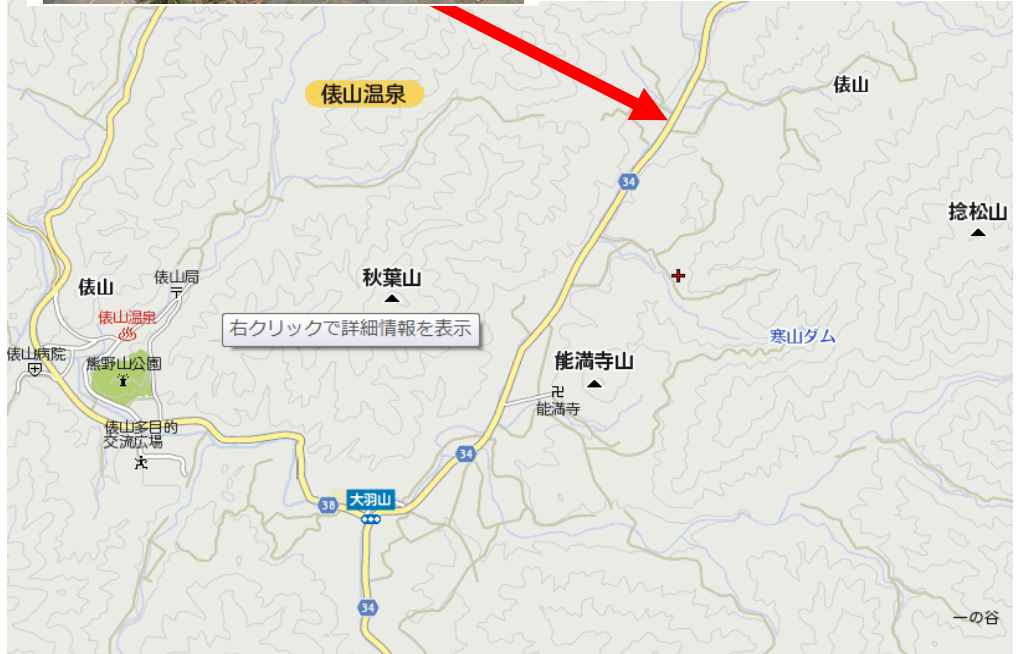 俵山温泉
俵山
34
捻松山
俵山局
俵山
秋葉山
俵山温泉
右クリックで詳細情報を表示
寒山ダム
俵山病院
熊野山公園
能満寺山
卍
能満寺
俵山多目的
交流広場
34
大羽山
38
34
一の谷